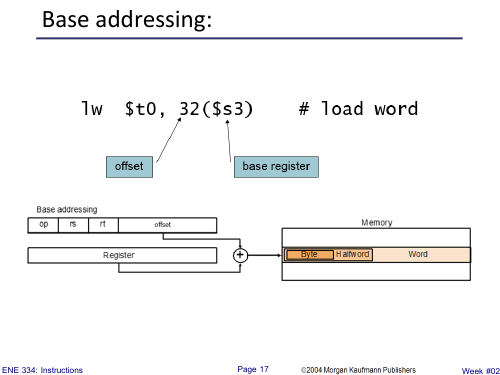 Base addressing:
lw $t0, 32($s3) # load word
offset
base register
Base addressing
op rs rt offset
Register
+
Memory
Byte Halfword Word
ENE 334: Instructions
Page 17
©2004 Morgan Kaufmann Publishers
Week #02